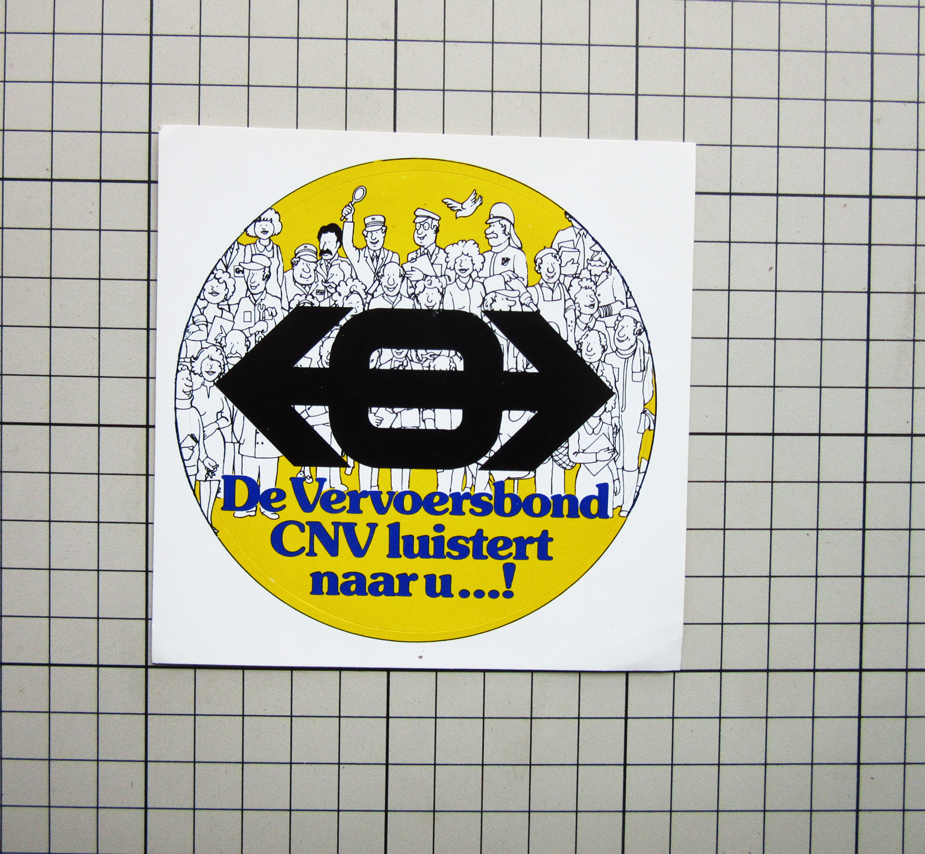 De Vervoersbond
CNV luistert
naar u...!